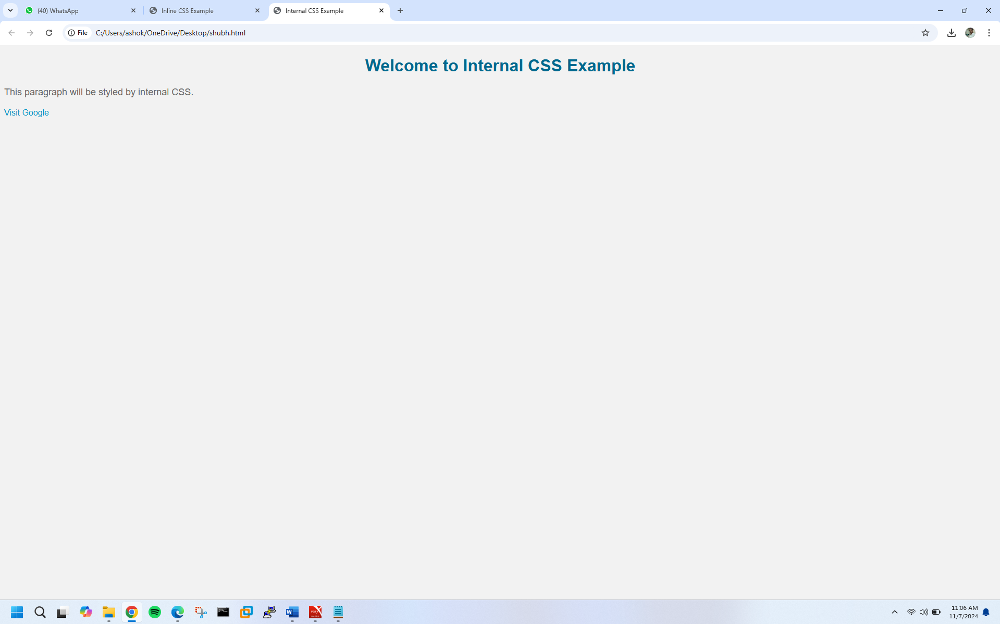 (40) WhatsApp
Inline CSS Example
Internal CSS Example
File
C:/Users/ashok/OneDrive/Desktop/shubh.html
Welcome to Internal CSS Example
This paragraph will be styled by internal CSS.
Visit Google
11:06 AM
11/7/2024